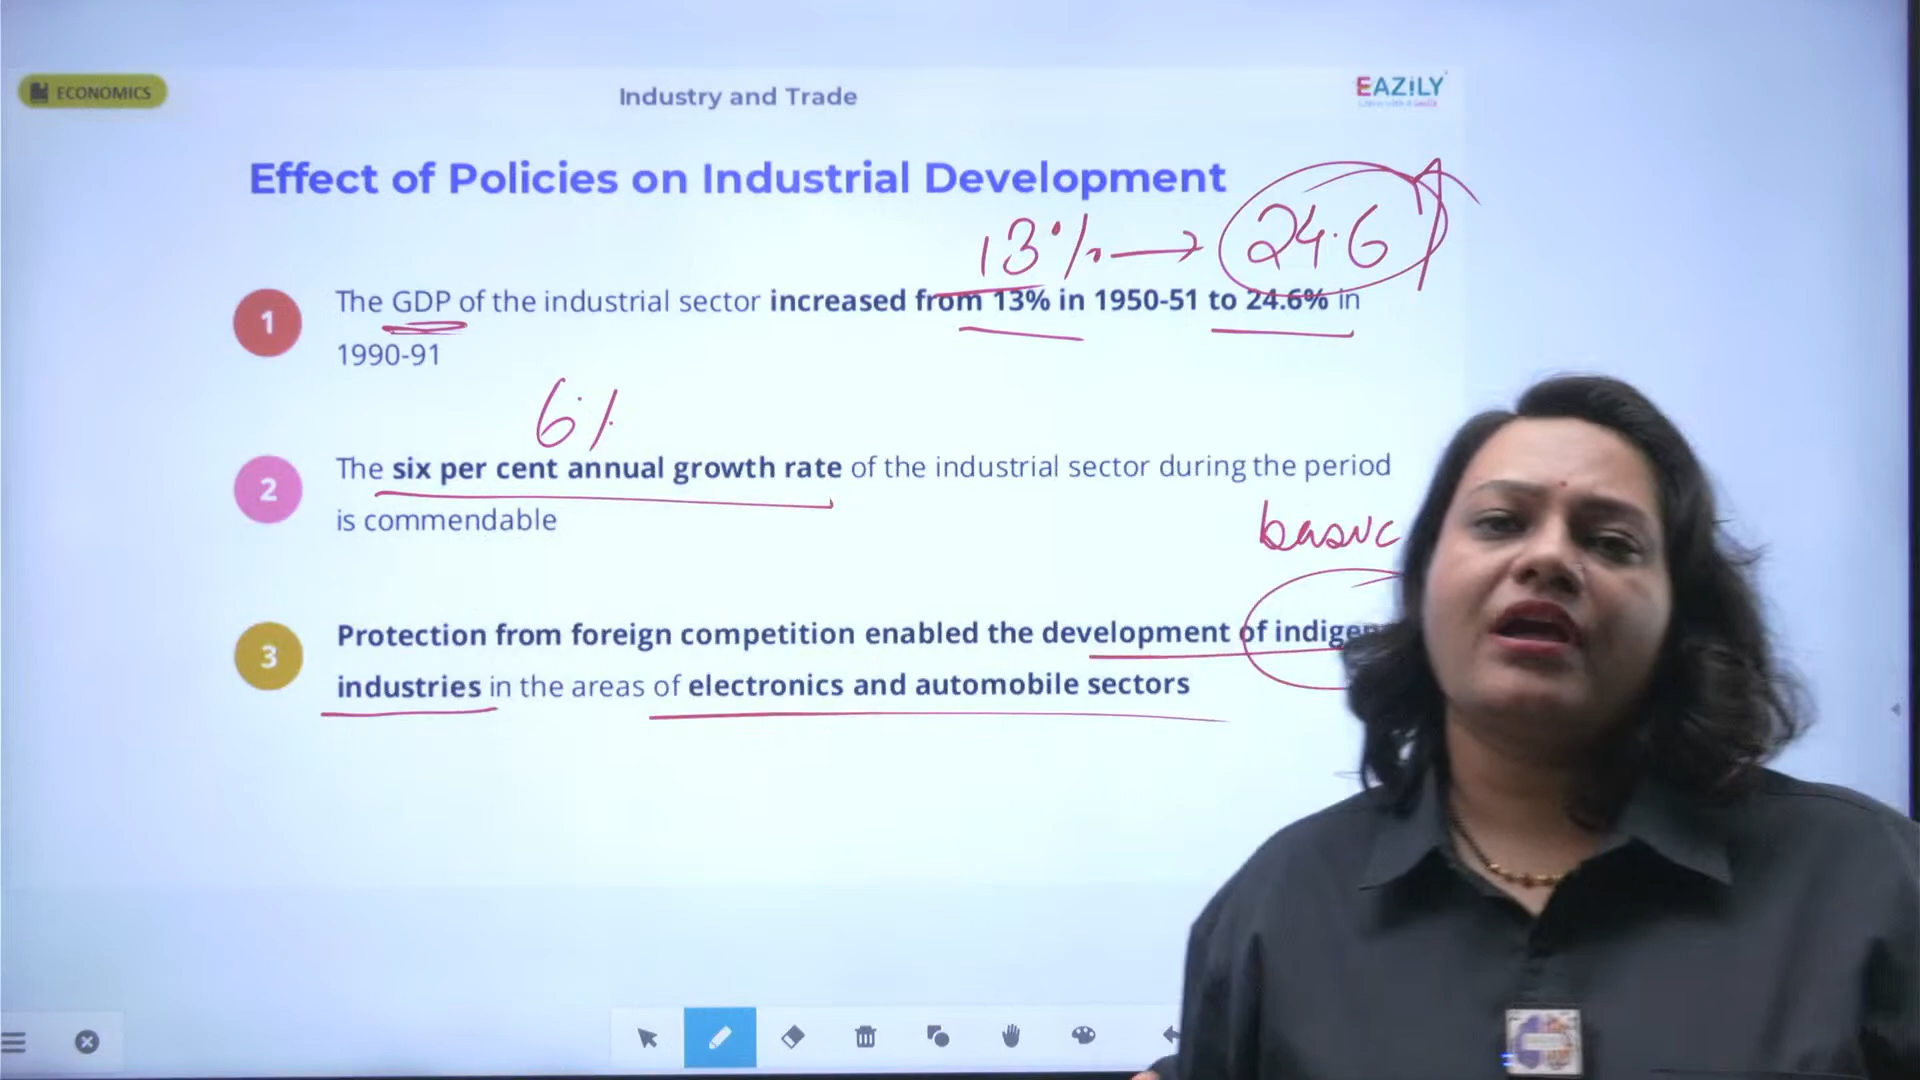 ECONOMICS
Industry and Trade
EAZiLY
Effect of Policies on Industrial Development
13% → 24.6
1
The GDP of the industrial sector increased from 13% in 1950-51 to 24.6% in
1990-91
6%
2
The six per cent annual growth rate of the industrial sector during the period
is commendable
basic
3
Protection from foreign competition enabled the development of indige
industries in the areas of electronics and automobile sectors